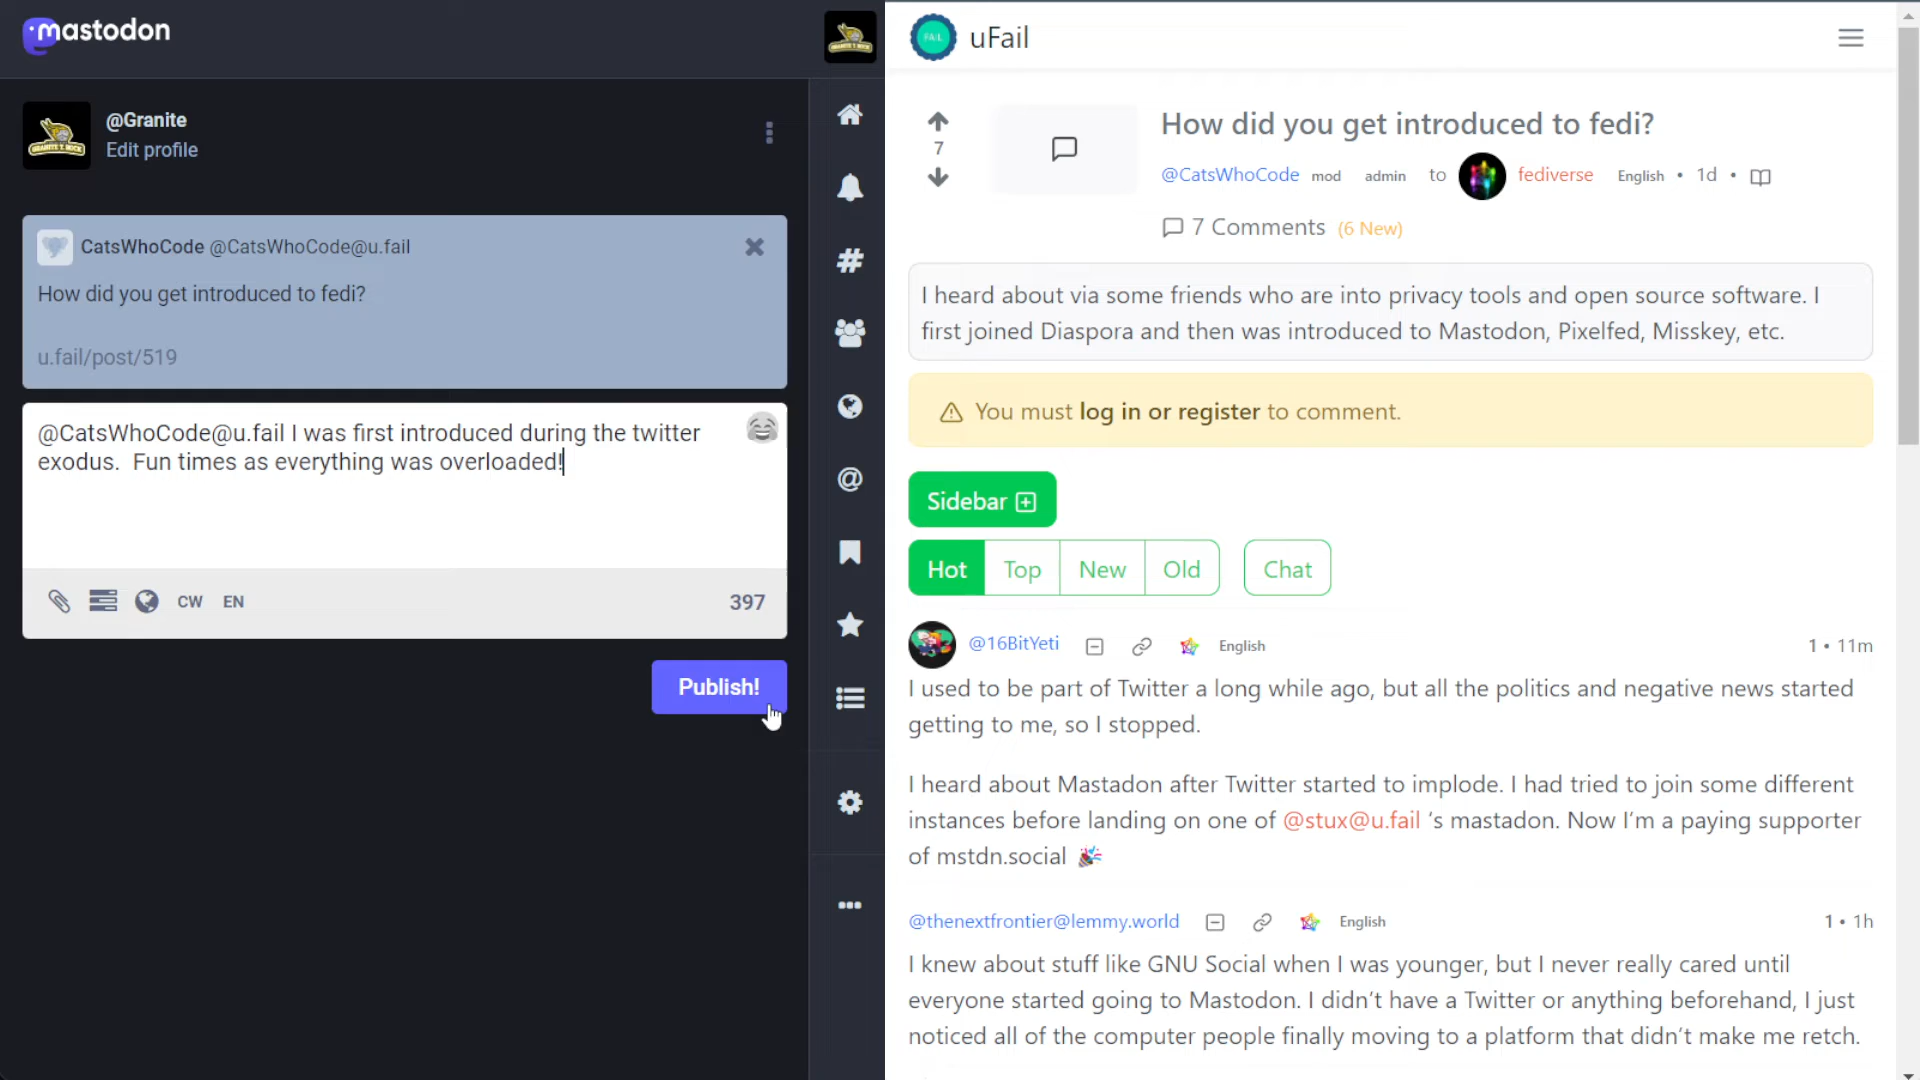 mastodon
@Granite
Edit profile
CatsWhoCode @CatsWhoCode@u.fail
How did you get introduced to fedi?
u.fail/post/519
@CatsWhoCode@u.fail I was first introduced during the twitter
exodus.  Fun times as everything was overloaded!
CW EN 397
Publish!
FAIL uFail
7
How did you get introduced to fedi?
@CatsWhoCode mod admin to fediverse English • 1d •
7 Comments (6 New)
I heard about via some friends who are into privacy tools and open source software. I
first joined Diaspora and then was introduced to Mastodon, Pixelfed, Misskey, etc.
You must log in or register to comment.
Sidebar
Hot Top New Old Chat
@16BitYeti English 1 • 11m
I used to be part of Twitter a long while ago, but all the politics and negative news started
getting to me, so I stopped.
I heard about Mastadon after Twitter started to implode. I had tried to join some different
instances before landing on one of @stux@u.fail ‘s mastadon. Now I’m a paying supporter
of mstdn.social 🎉
@thenextfrontier@lemmy.world English 1 • 1h
I knew about stuff like GNU Social when I was younger, but I never really cared until
everyone started going to Mastodon. I didn’t have a Twitter or anything beforehand, I just
noticed all of the computer people finally moving to a platform that didn’t make me retch.